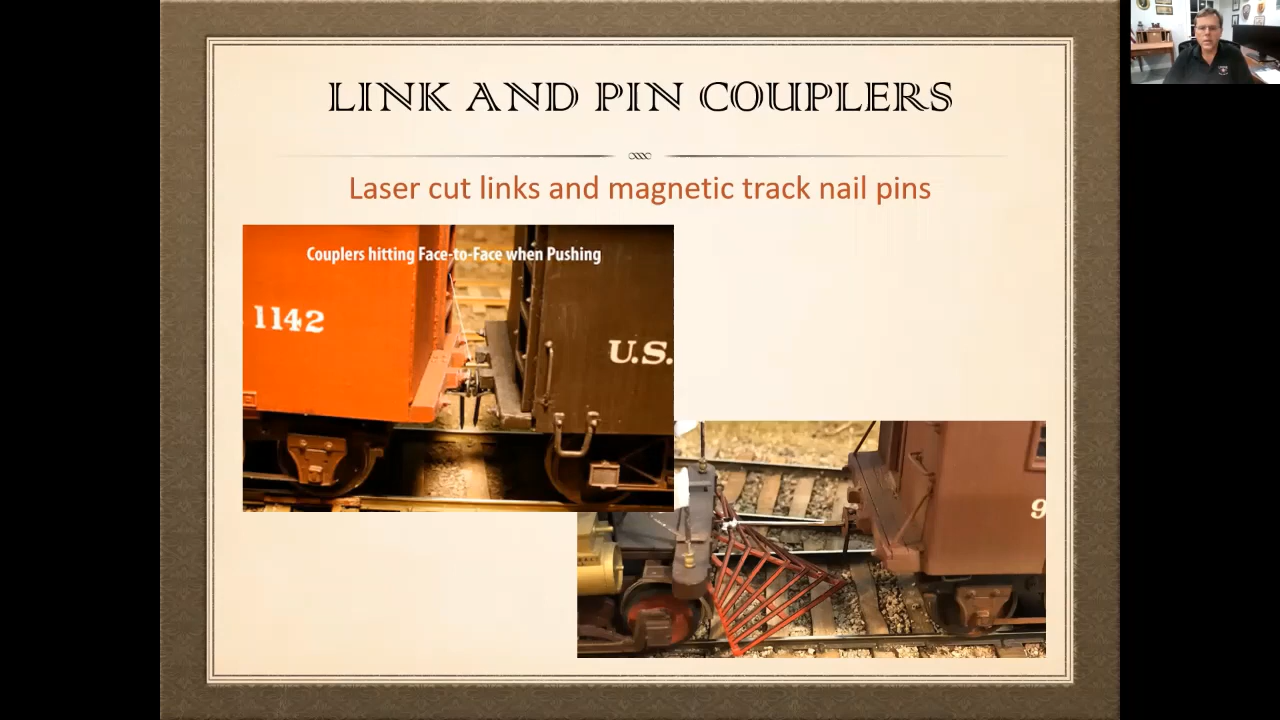 LINK AND PIN COUPLERS
Laser cut links and magnetic track nail pins
Couplers hitting Face-to-Face when Pushing
1142
U.S.
9